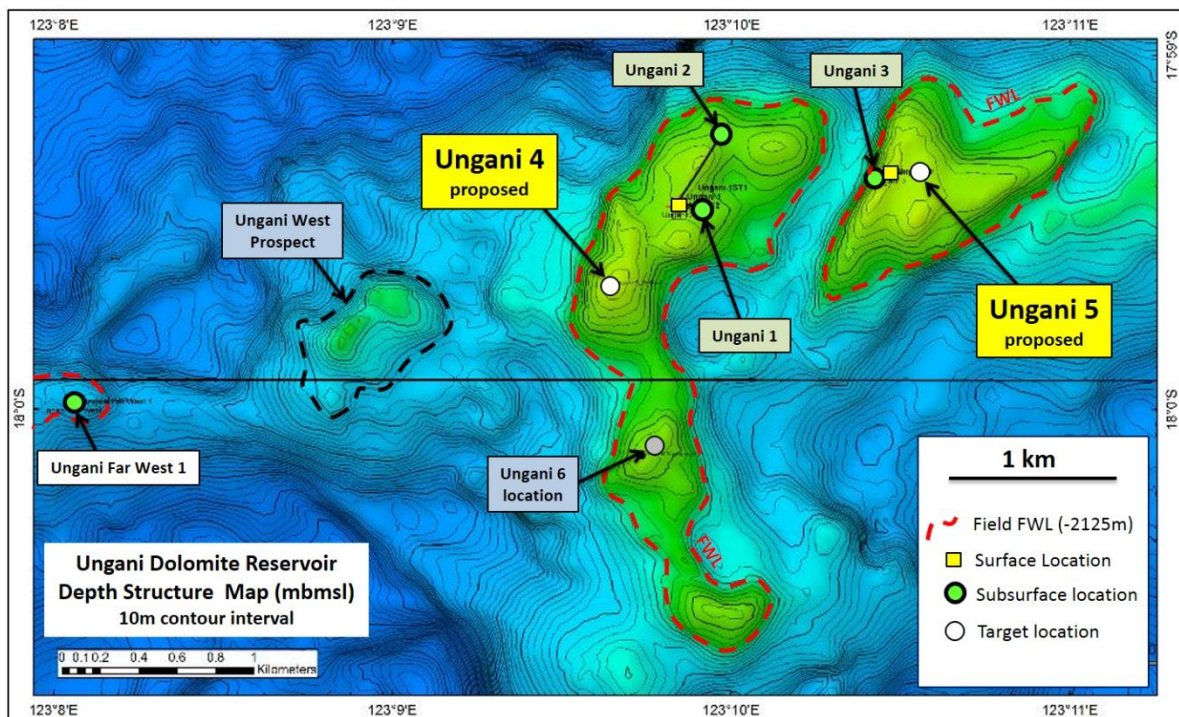 123°8'E
123°9'E
123°10'E
123°11'E
17°59'S
Ungani 2
Ungani 3
FWL
Ungani 4
proposed
Ungani 1ST1
Ungani West
Prospect
Ungani 5
proposed
Ungani 1
18°0'S
18°0'S
Ungani Far West 1
Ungani 6
location
FWL
1 km
Field FWL (-2125m)
Surface Location
Subsurface location
Target location
Ungani Dolomite Reservoir
Depth Structure Map (mbmsl)
10m contour interval
0 0.1 0.2 0.4 0.6 0.8 1
Kilometers
123°8'E
123°9'E
123°10'E
123°11'E